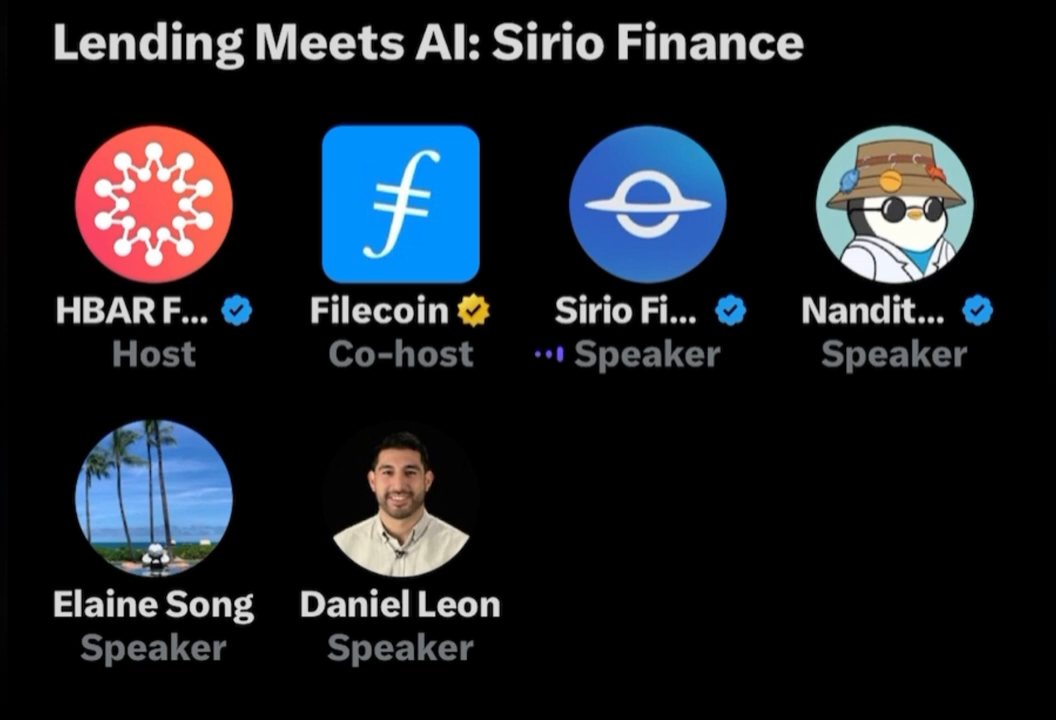 Lending Meets AI: Sirio Finance
HBAR F... Filecoin Sirio Fi... Nandit...
Host Co-host Speaker Speaker
Elaine Song Daniel Leon
Speaker Speaker